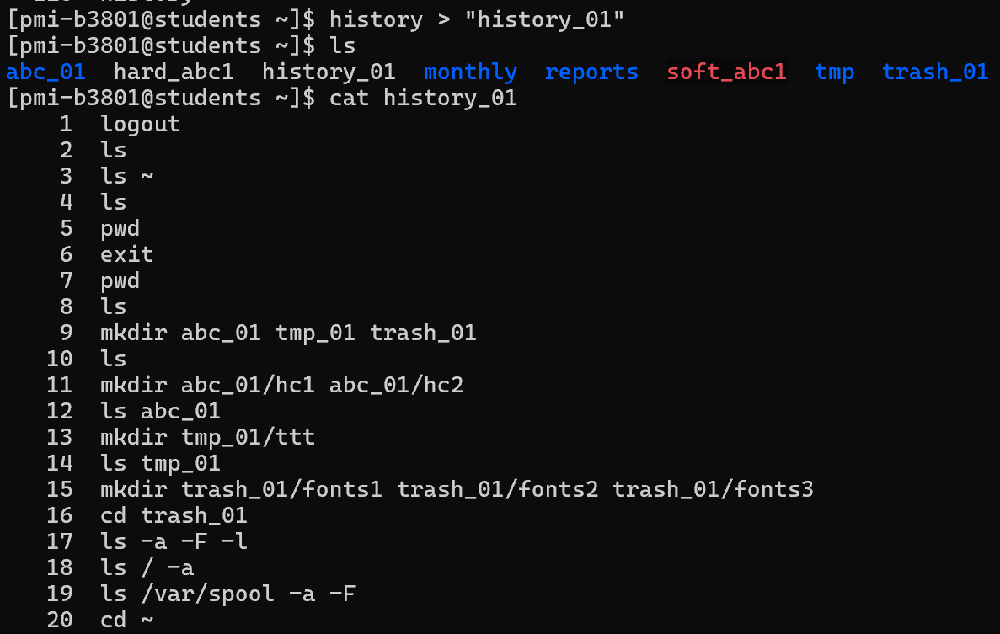 [pmi-b3801@students ~]$ history > "history_01"
[pmi-b3801@students ~]$ ls
abc_01  hard_abc1  history_01  monthly  reports  soft_abc1  tmp  trash_01
[pmi-b3801@students ~]$ cat history_01
    1  logout
    2  ls
    3  ls ~
    4  ls
    5  pwd
    6  exit
    7  pwd
    8  ls
    9  mkdir abc_01 tmp_01 trash_01
   10  ls
   11  mkdir abc_01/hc1 abc_01/hc2
   12  ls abc_01
   13  mkdir tmp_01/ttt
   14  ls tmp_01
   15  mkdir trash_01/fonts1 trash_01/fonts2 trash_01/fonts3
   16  cd trash_01
   17  ls -a -F -l
   18  ls / -a
   19  ls /var/spool -a -F
   20  cd ~